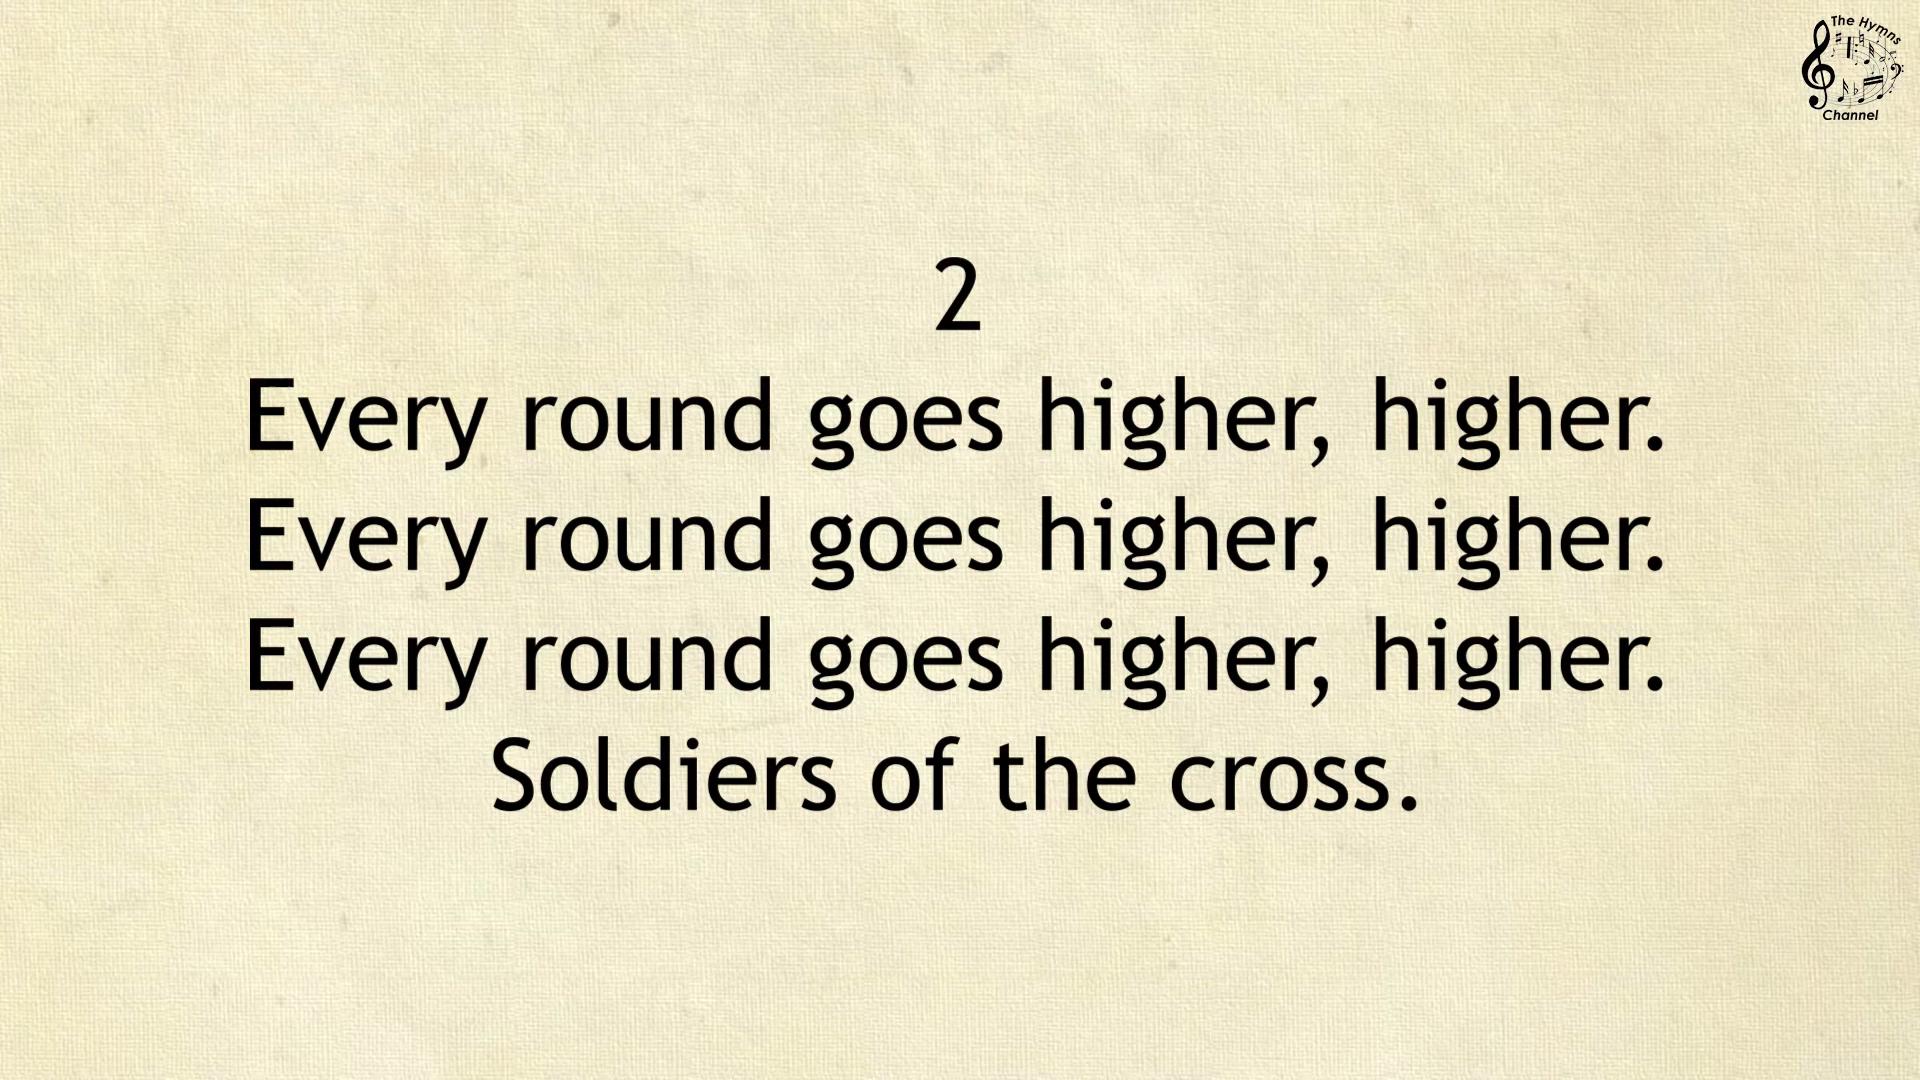 The Hymns
Channel
2
Every round goes higher, higher.
Every round goes higher, higher.
Every round goes higher, higher.
Soldiers of the cross.